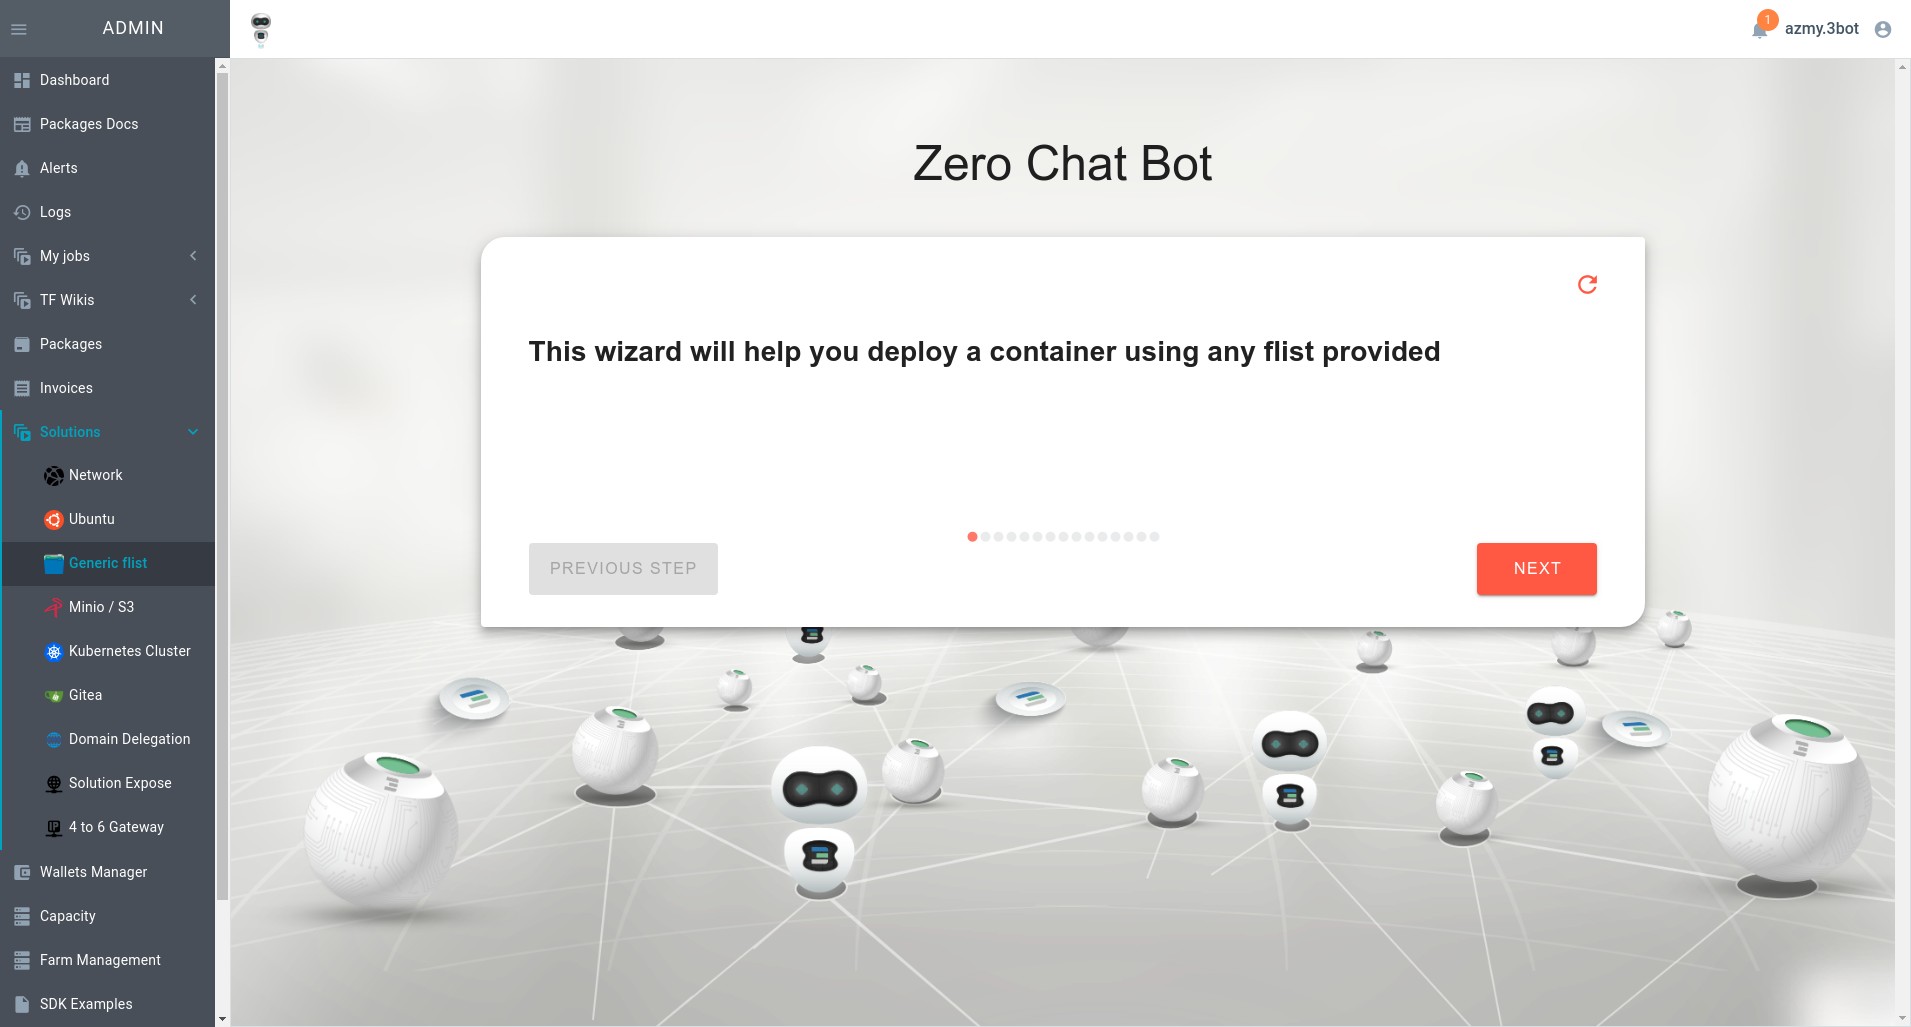 ADMIN
1
azmy.3bot
Dashboard
Packages Docs
Alerts
Logs
My jobs
TF Wikis
Packages
Invoices
Solutions
Network
Ubuntu
Generic flist
Minio / S3
Kubernetes Cluster
Gitea
Domain Delegation
Solution Expose
4 to 6 Gateway
Wallets Manager
Capacity
Farm Management
SDK Examples
Zero Chat Bot
This wizard will help you deploy a container using any flist provided
PREVIOUS STEP
NEXT